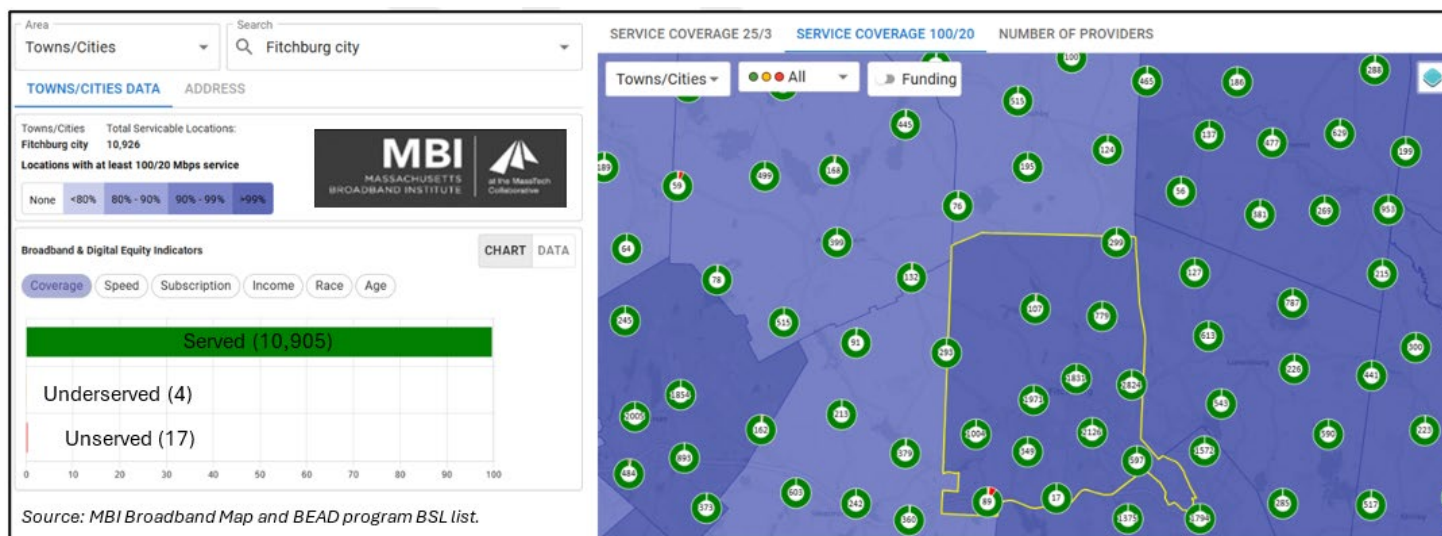 Area
Towns/Cities
Search
Fitchburg city
TOWNS/CITIES DATA
ADDRESS
Towns/Cities
Total Servicable Locations:
Fitchburg city
10,926
Locations with at least 100/20 Mbps service
None
<80%
80% - 90%
90% - 99%
>99%
MBI
MASSACHUSETTS
BROADBAND INSTITUTE
at the MassTech
Collaborative
Broadband & Digital Equity Indicators
CHART
DATA
Coverage
Speed
Subscription
Income
Race
Age
Served (10,905)
Underserved (4)
Unserved (17)
0 10 20 30 40 50 60 70 80 90 100
Source: MBI Broadband Map and BEAD program BSL list.
SERVICE COVERAGE 25/3
SERVICE COVERAGE 100/20
NUMBER OF PROVIDERS
Towns/Cities
All
Funding
100
288
465
186
515
445
137
477
629
124
199
189
195
168
499
59
56
76
381
269
953
299
399
64
127
215
132
78
787
107
779
245
515
613
91
293
300
226
441
1831
1824
1854
1971
543
213
2005
162
223
2126
1004
590
349
379
1572
893
597
484
603
89
17
242
285
517
373
360
1375
1794